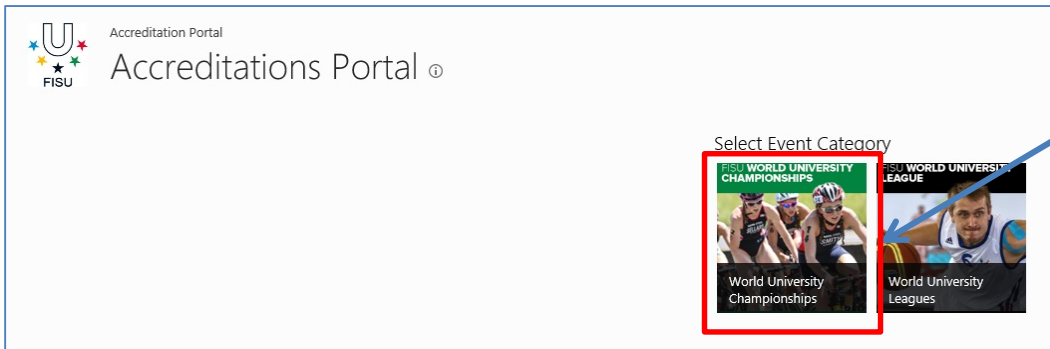 U
FISU
Accreditation Portal
Accreditations Portal
Select Event Category
FISU WORLD UNIVERSITY
CHAMPIONSHIPS
World University
Championships
FISU WORLD UNIVERSITY
LEAGUE
World University
Leagues